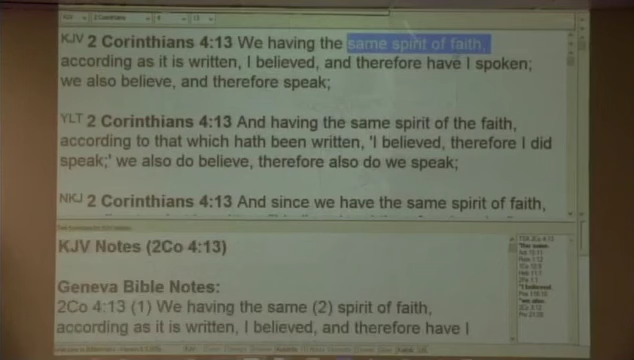 KJV 2 Corinthians 4:13 We having the same spirit of faith,
according as it is written, I believed, and therefore have I spoken;
we also believe, and therefore speak;
YLT 2 Corinthians 4:13 And having the same spirit of the faith,
according to that which hath been written, 'I believed, therefore I did
speak;' we also do believe, therefore also do we speak;
NKJ 2 Corinthians 4:13 And since we have the same spirit of faith,
KJV Notes (2Co 4:13)
Geneva Bible Notes:
2Co 4:13 (1) We having the same (2) spirit of faith,
according as it is written, I believed, and therefore have I